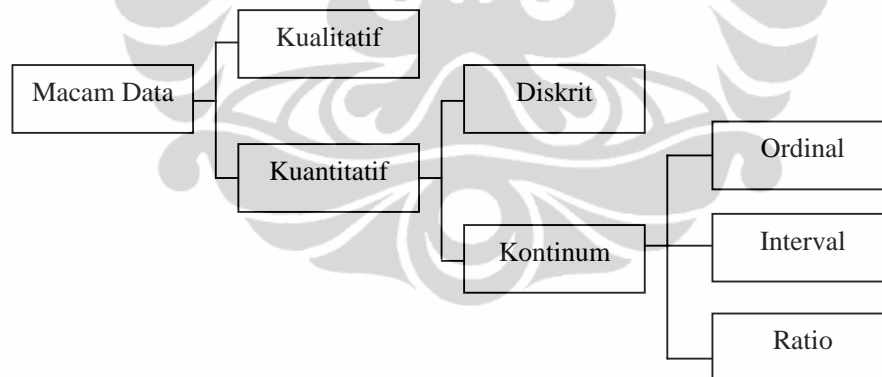 Kualitatif
Macam Data
Diskrit
Kuantitatif
Ordinal
Kontinum
Interval
Ratio